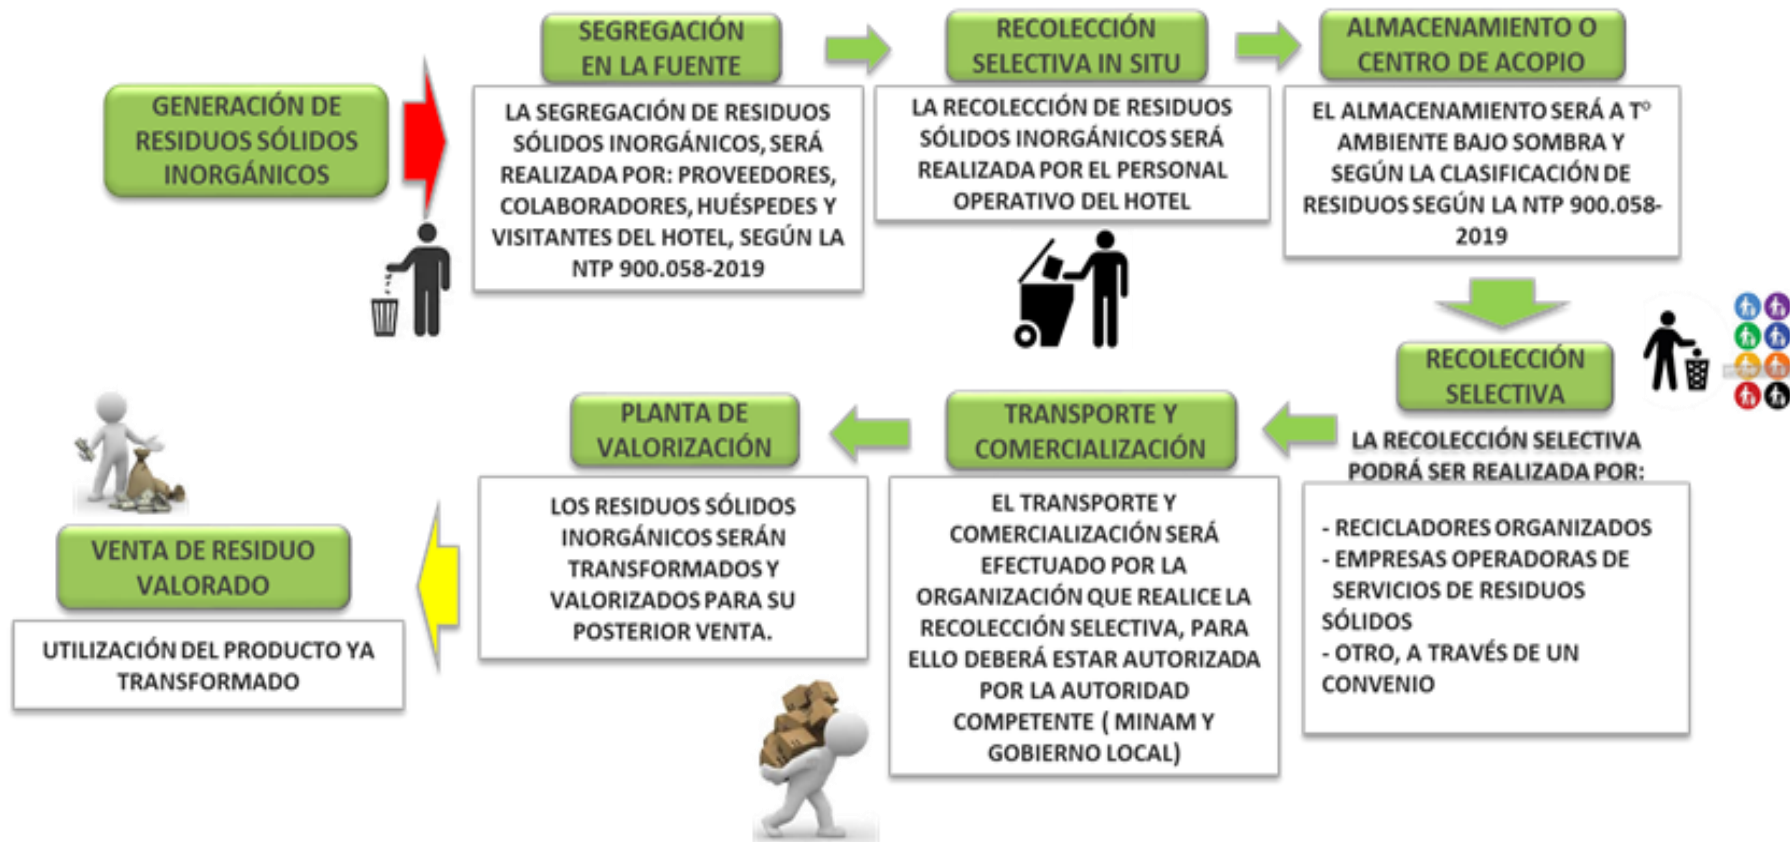 GENERACIÓN DE
RESIDUOS SÓLIDOS
INORGÁNICOS
SEGREGACIÓN
EN LA FUENTE
LA SEGREGACIÓN DE RESIDUOS
SÓLIDOS INORGÁNICOS, SERÁ
REALIZADA POR: PROVEEDORES,
COLABORADORES, HUÉSPEDES Y
VISITANTES DEL HOTEL, SEGÚN LA
NTP 900.058-2019
RECOLECCIÓN
SELECTIVA IN SITU
LA RECOLECCIÓN DE RESIDUOS
SÓLIDOS INORGÁNICOS SERÁ
REALIZADA POR EL PERSONAL
OPERATIVO DEL HOTEL
ALMACENAMIENTO O
CENTRO DE ACOPIO
EL ALMACENAMIENTO SERÁ A T°
AMBIENTE BAJO SOMBRA Y
SEGÚN LA CLASIFICACIÓN DE
RESIDUOS SEGÚN LA NTP 900.058-
2019
RECOLECCIÓN
SELECTIVA
LA RECOLECCIÓN SELECTIVA
PODRÁ SER REALIZADA POR:
- RECICLADORES ORGANIZADOS
- EMPRESAS OPERADORAS DE
SERVICIOS DE RESIDUOS
SÓLIDOS
- OTRO, A TRAVÉS DE UN
CONVENIO
TRANSPORTE Y
COMERCIALIZACIÓN
EL TRANSPORTE Y
COMERCIALIZACIÓN SERÁ
EFECTUADO POR LA
ORGANIZACIÓN QUE REALICE LA
RECOLECCIÓN SELECTIVA, PARA
ELLO DEBERÁ ESTAR AUTORIZADA
POR LA AUTORIDAD
COMPETENTE ( MINAM Y
GOBIERNO LOCAL)
PLANTA DE
VALORIZACIÓN
LOS RESIDUOS SÓLIDOS
INORGÁNICOS SERÁN
TRANSFORMADOS Y
VALORIZADOS PARA SU
POSTERIOR VENTA.
VENTA DE RESIDUO
VALORADO
UTILIZACIÓN DEL PRODUCTO YA
TRANSFORMADO